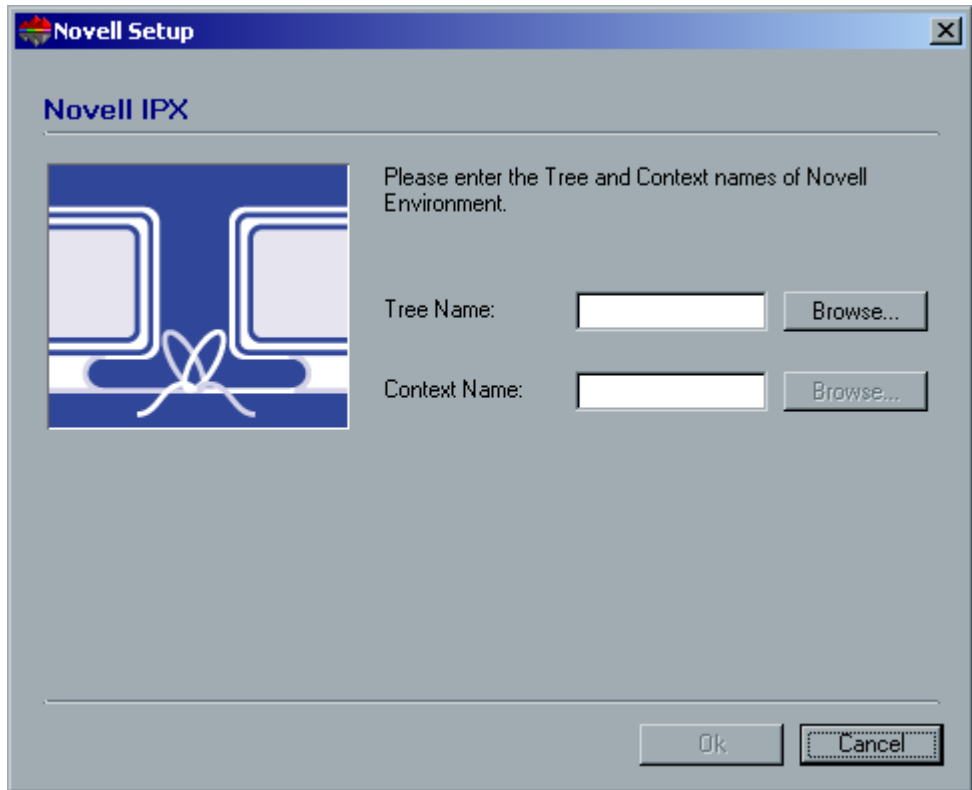 Novell Setup
Novell IPX
Please enter the Tree and Context names of Novell
Environment.
Tree Name:
Browse...
Context Name:
Browse...
Ok
Cancel